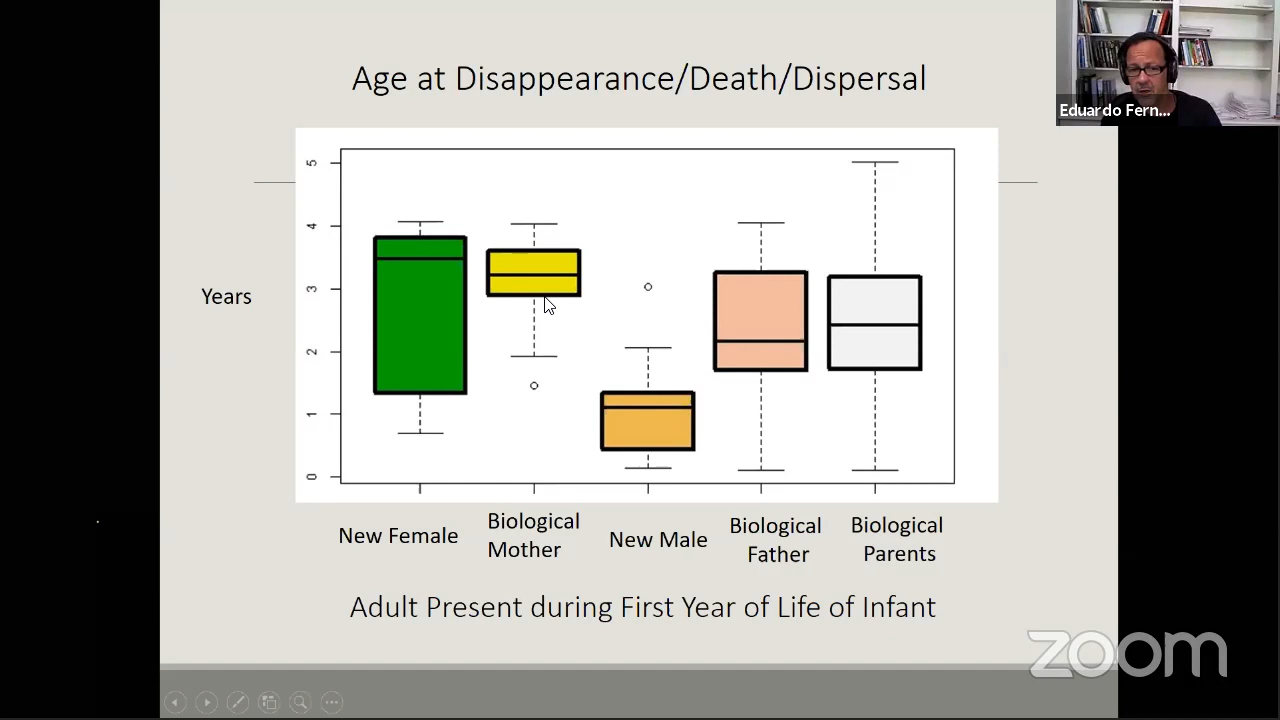 Age at Disappearance/Death/Dispersal
Eduardo Fern...
5
4
3
2
1
0
Years
New Female
Biological
Mother
New Male
Biological
Father
Biological
Parents
Adult Present during First Year of Life of Infant
zoom